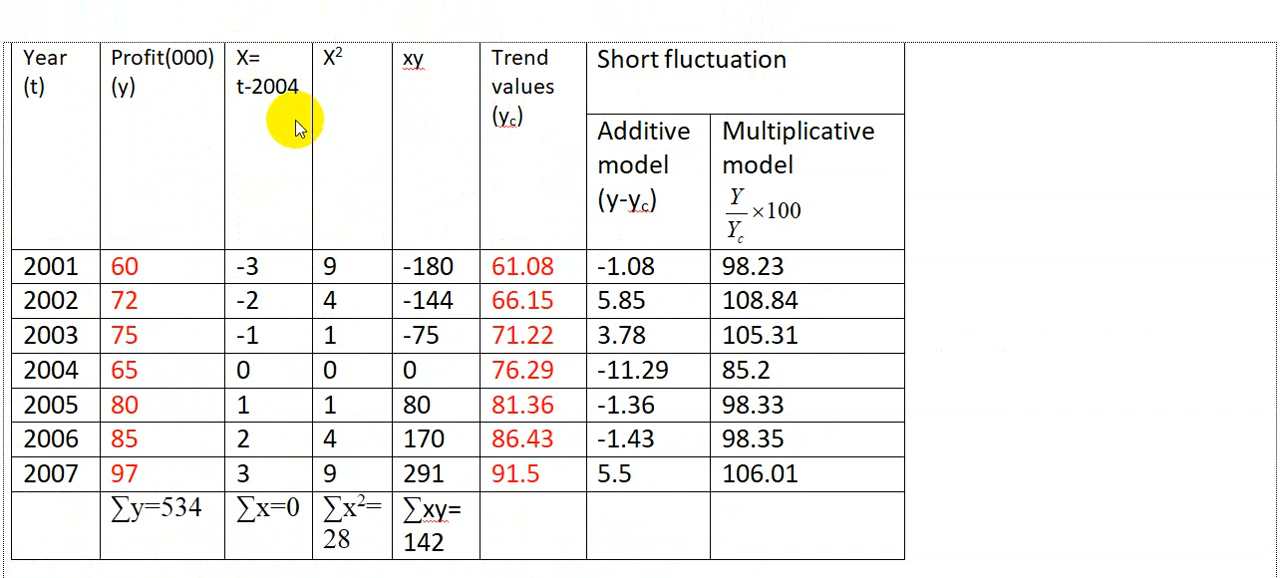 Year Profit(000) X= X² xy Trend Short fluctuation
(t) (y) t-2004 values
(yc)
Additive Multiplicative
model model
(y-yc) Y/Yc ×100
2001 60 -3 9 -180 61.08 -1.08 98.23
2002 72 -2 4 -144 66.15 5.85 108.84
2003 75 -1 1 -75 71.22 3.78 105.31
2004 65 0 0 0 76.29 -11.29 85.2
2005 80 1 1 80 81.36 -1.36 98.33
2006 85 2 4 170 86.43 -1.43 98.35
2007 97 3 9 291 91.5 5.5 106.01
∑y=534 ∑x=0 ∑x²= ∑xy=
28 142